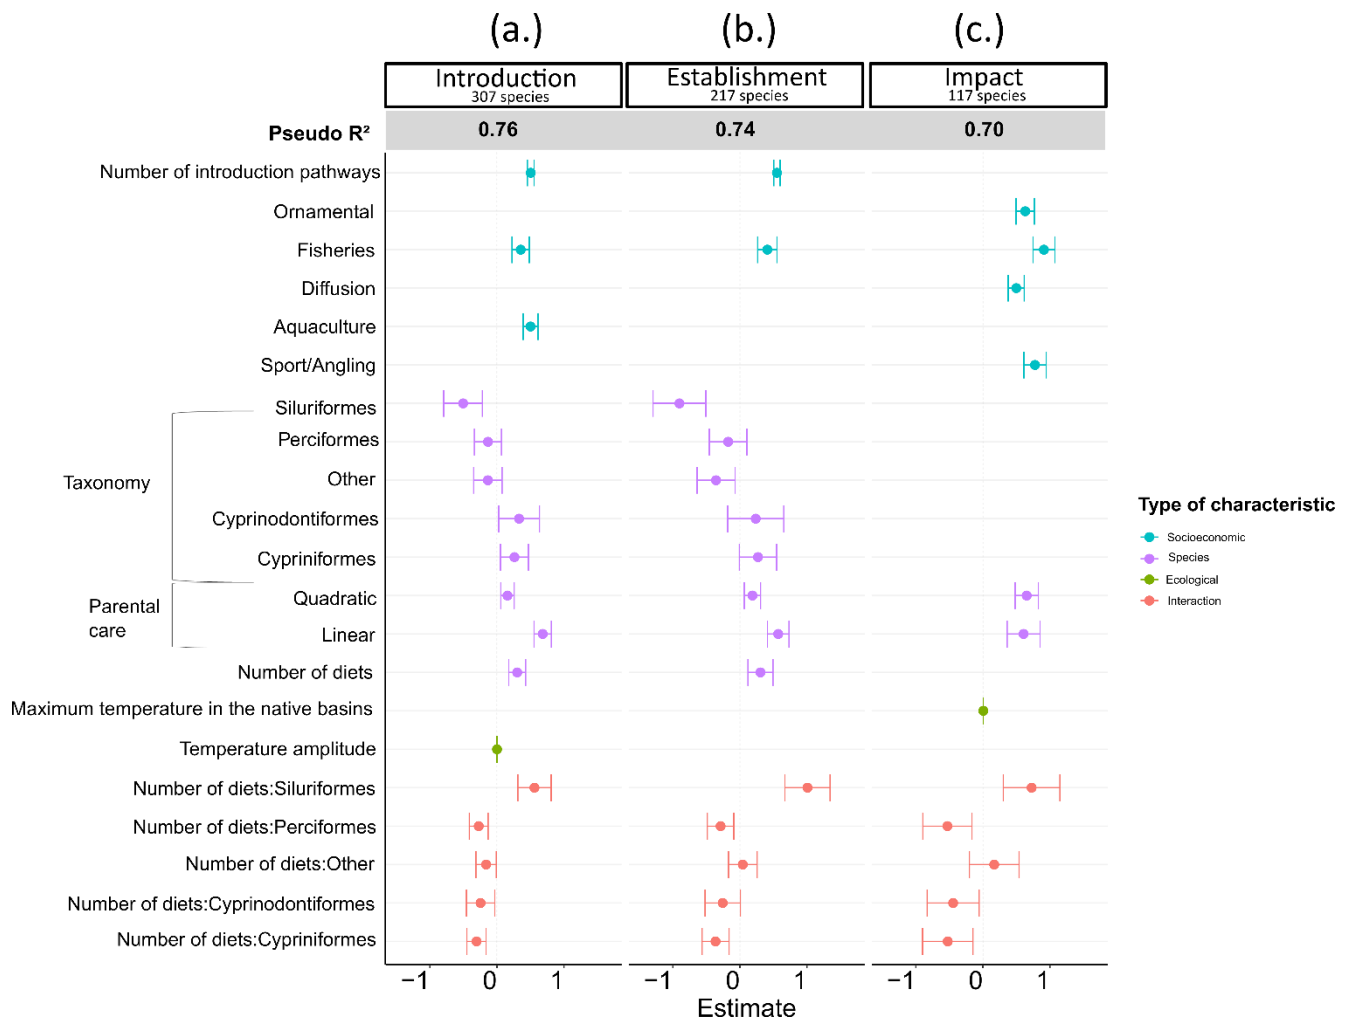 (a.) (b.) (c.)
Introduction Establishment Impact
307 species 217 species 117 species
Pseudo R² 0.76 0.74 0.70
Number of introduction pathways
Ornamental
Fisheries
Diffusion
Aquaculture
Sport/Angling
Siluriformes
Perciformes
Taxonomy
Other
Cyprinodontiformes
Cypriniformes
Parental
care
Quadratic
Linear
Number of diets
Maximum temperature in the native basins
Temperature amplitude
Number of diets:Siluriformes
Number of diets:Perciformes
Number of diets:Other
Number of diets:Cyprinodontiformes
Number of diets:Cypriniformes
−1 0 1 −1 0 1 −1 0 1
Estimate
Type of characteristic
Socioeconomic
Species
Ecological
Interaction